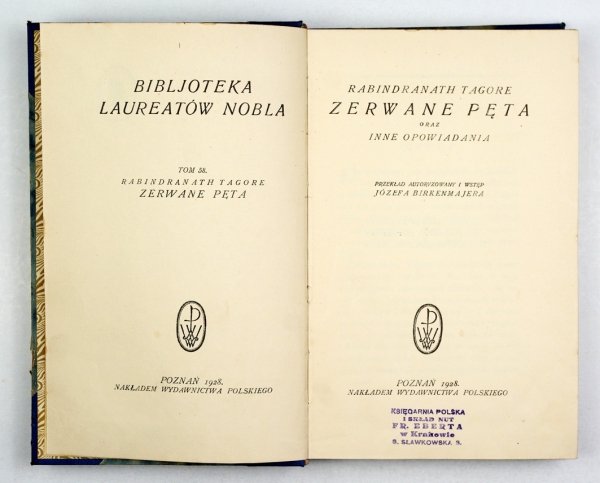 BIBLJOTEKA
LAUREATÓW NOBLA
TOM 58.
RABINDRANATH TAGORE
ZERWANE PĘTA
POZNAŃ 1928.
NAKŁADEM WYDAWNICTWA POLSKIEGO
RABINDRANATH TAGORE
ZERWANE PĘTA
ORAZ
INNE OPOWIADANIA
PRZEKŁAD AUTORYZOWANY I WSTĘP
JÓZEFA BIRKENMAJERA
POZNAŃ 1928.
NAKŁADEM WYDAWNICTWA POLSKIEGO
KSIĘGARNIA POLSKA
I SKŁAD NUT
FR. EBERTA
w Krakowie
S. SŁAWKOWSKA 3.